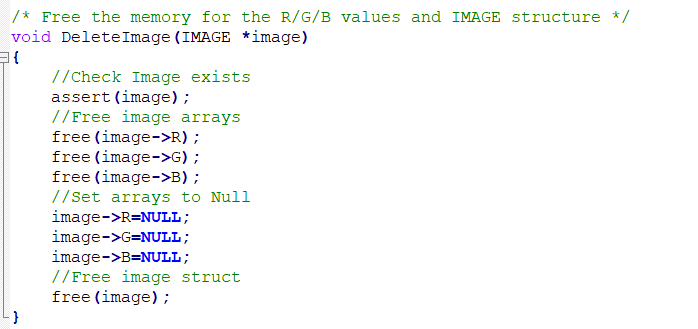 /* Free the memory for the R/G/B values and IMAGE structure */
void DeleteImage(IMAGE *image)
{
    //Check Image exists
    assert(image);
    //Free image arrays
    free(image->R);
    free(image->G);
    free(image->B);
    //Set arrays to Null
    image->R=NULL;
    image->G=NULL;
    image->B=NULL;
    //Free image struct
    free(image);
}